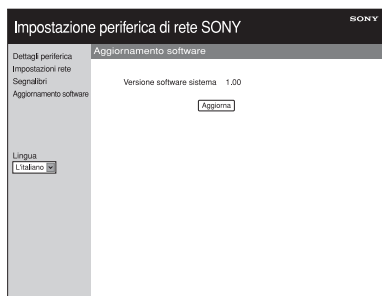 Impostazione periferica di rete SONY
SONY
Dettagli periferica
Impostazioni rete
Segnalibri
Aggiornamento software
Lingua
L'italiano
Aggiornamento software
Versione software sistema 1.00
Aggiorna